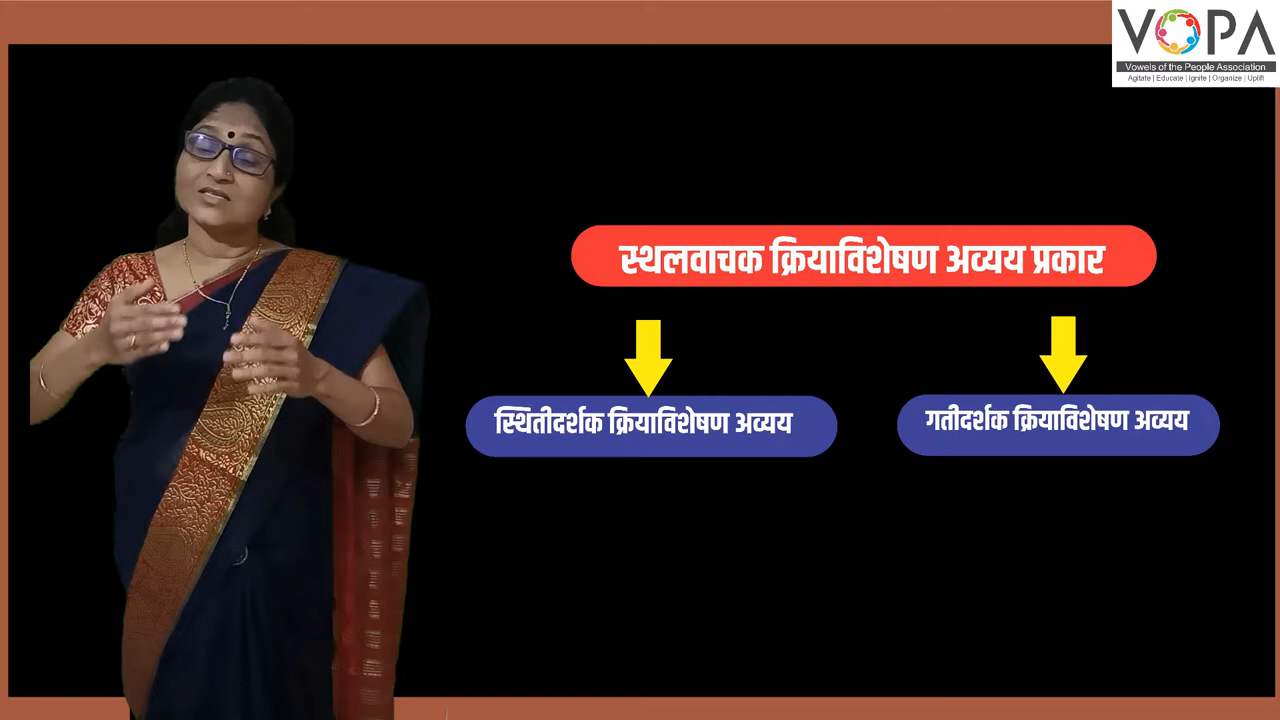 VOPA
Vowels of the People Association
Agitate | Educate | Ignite | Organize | Uplift
स्थलवाचक क्रियाविशेषण अव्यय प्रकार
स्थितीदर्शक क्रियाविशेषण अव्यय
गतीदर्शक क्रियाविशेषण अव्यय